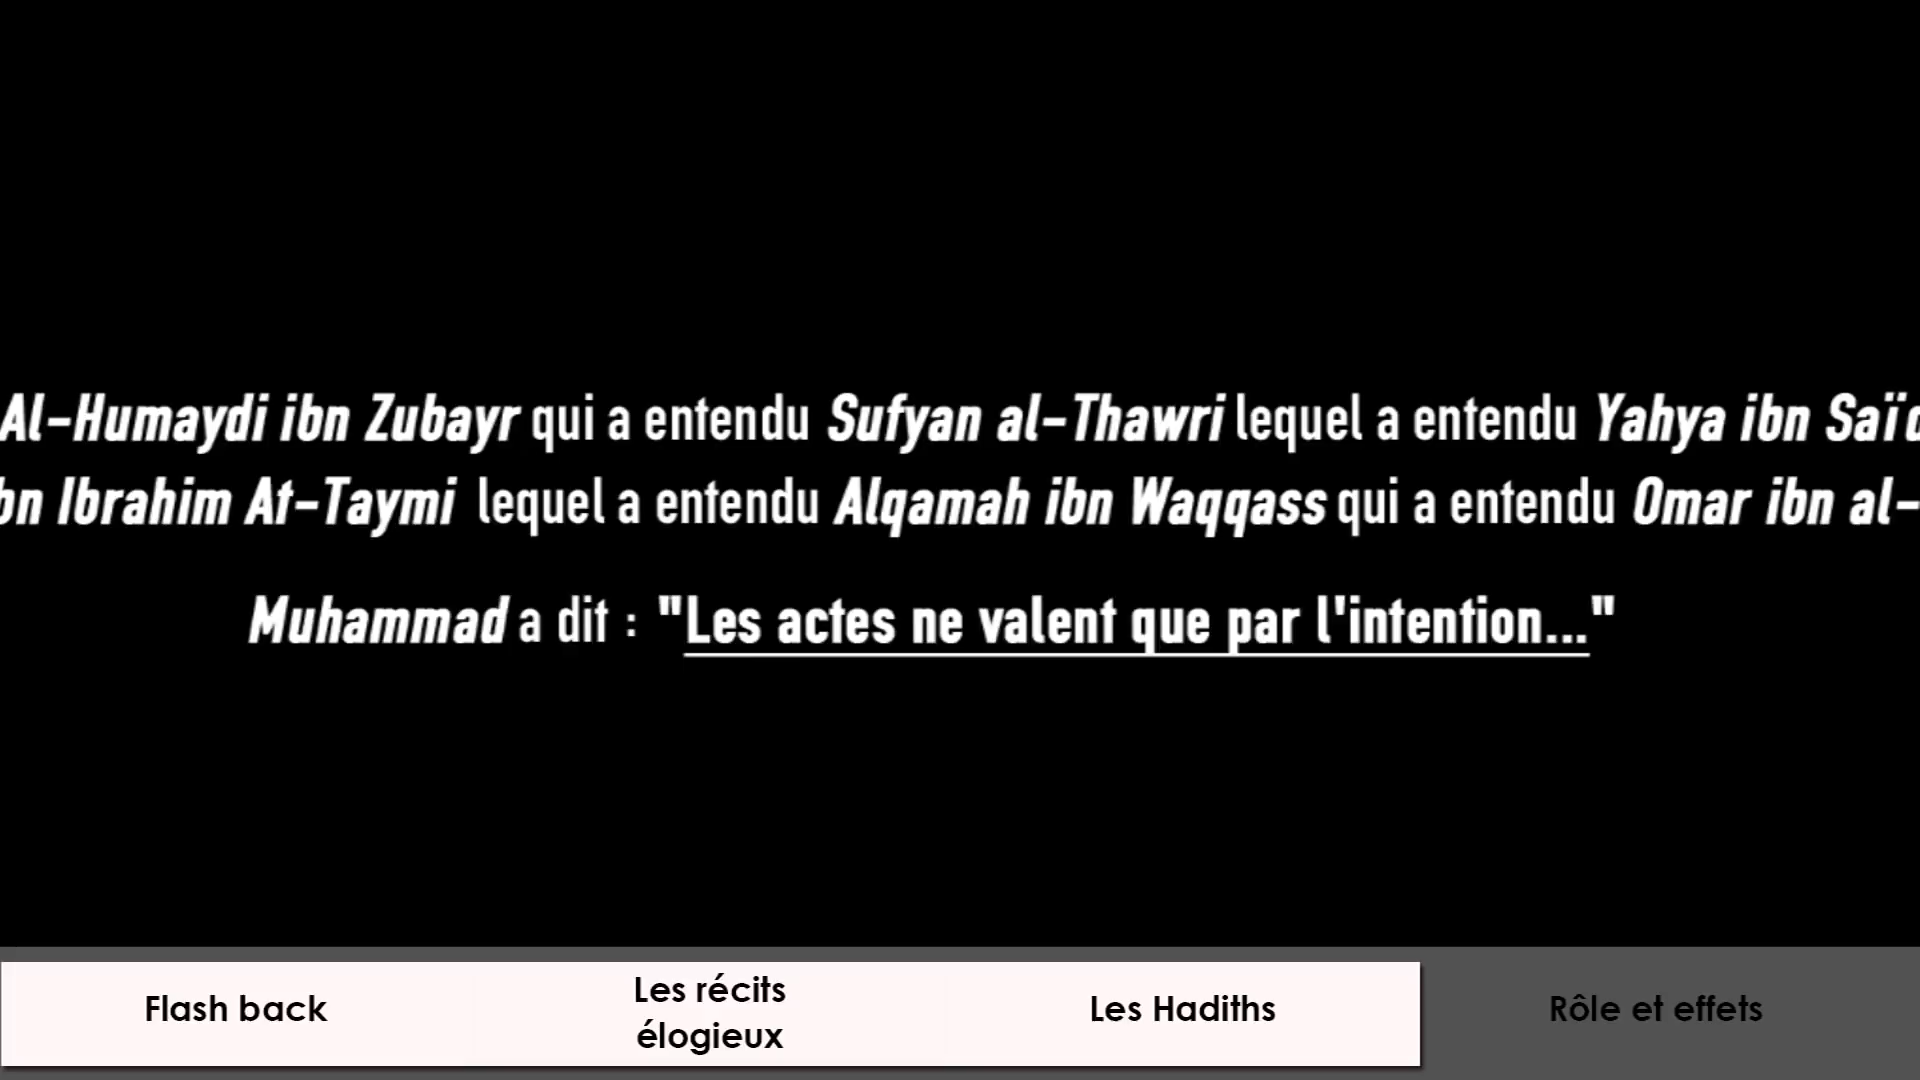 Al-Humaydi ibn Zubayr qui a entendu Sufyan al-Thawri lequel a entendu Yahya ibn
Ibrahim At-Taymi lequel a entendu Alqamah ibn Waqqass qui a entendu Omar ibn al-
Muhammad a dit : "Les actes ne valent que par l'intention..."
Flash back
Les récits
élogieux
Les Hadiths
Rôle et effets